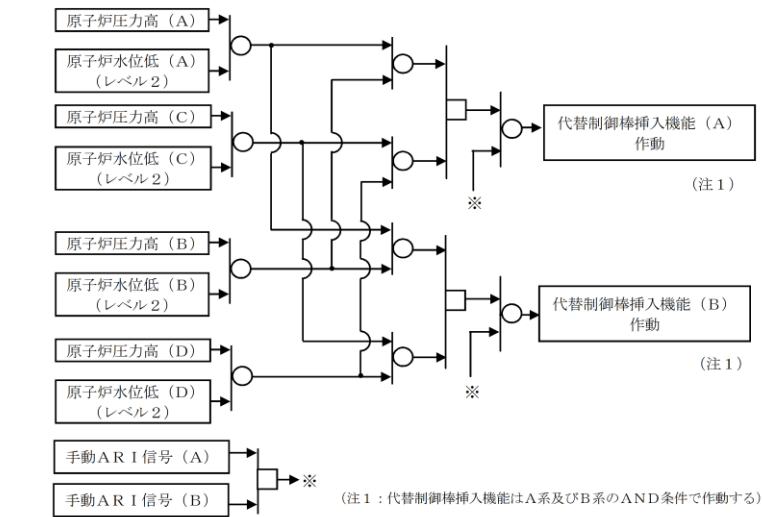 原子炉圧力高（A）
原子炉水位低（A）
（レベル２）
原子炉圧力高（C）
原子炉水位低（C）
（レベル２）
原子炉圧力高（B）
原子炉水位低（B）
（レベル２）
原子炉圧力高（D）
原子炉水位低（D）
（レベル２）
代替制御棒挿入機能（A）
作動
（注１）
※
代替制御棒挿入機能（B）
作動
（注１）
※
手動ARI信号（A）
手動ARI信号（B）
※
（注１：代替制御棒挿入機能はA系及びB系のAND条件で作動する）